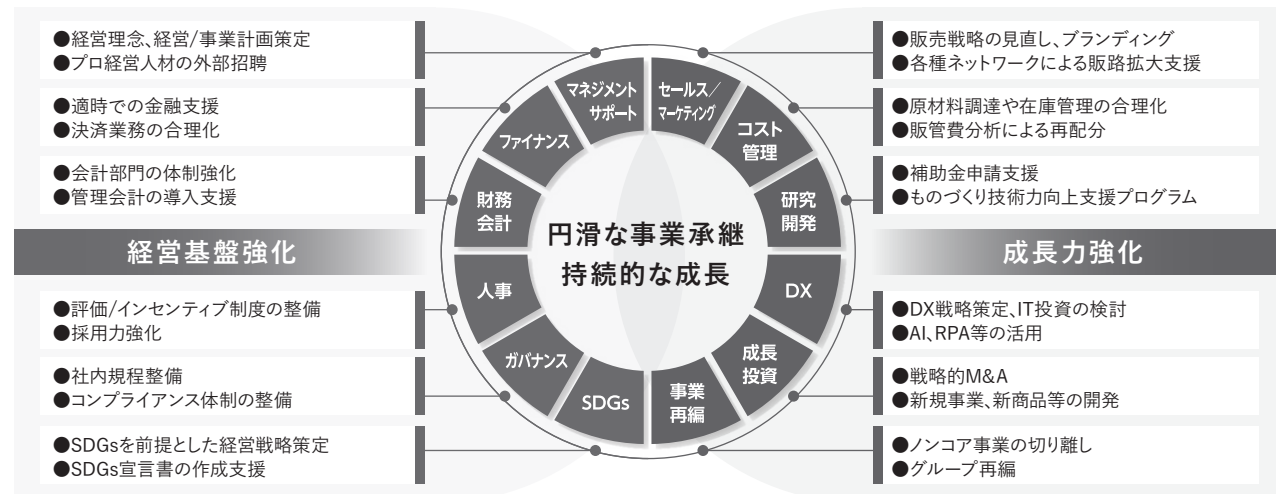 ●経営理念、経営/事業計画策定
●プロ経営人材の外部招聘
●適時での金融支援
●決済業務の合理化
●会計部門の体制強化
●管理会計の導入支援
経営基盤強化
●評価/インセンティブ制度の整備
●採用力強化
●社内規程整備
●コンプライアンス体制の整備
●SDGsを前提とした経営戦略策定
●SDGs宣言書の作成支援
マネジメント
サポート
ファイナンス
財務
会計
人事
ガバナンス
SDGs
セールス/
マーケティング
コスト
管理
研究
開発
DX
成長
投資
事業
再編
円滑な事業承継
持続的な成長
●販売戦略の見直し、ブランディング
●各種ネットワークによる販路拡大支援
●原材料調達や在庫管理の合理化
●販管費分析による再配分
●補助金申請支援
●ものづくり技術力向上支援プログラム
成長力強化
●DX戦略策定、IT投資の検討
●AI、RPA等の活用
●戦略的M&A
●新規事業、新商品等の開発
●ノンコア事業の切り離し
●グループ再編